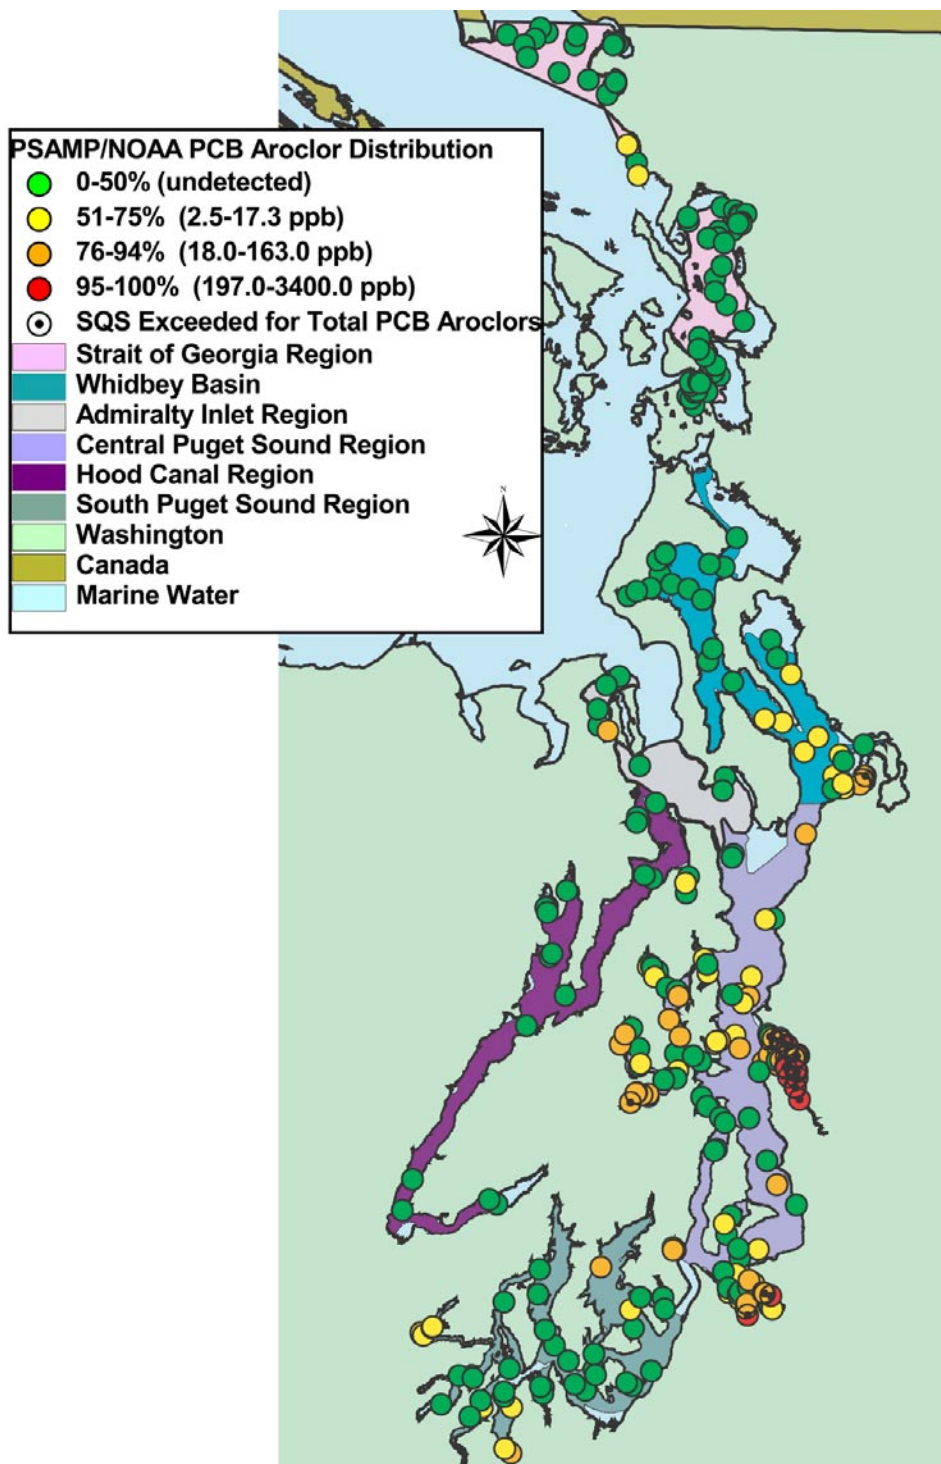 PSAMP/NOAA PCB Aroclor Distribution
0-50% (undetected)
51-75% (2.5-17.3 ppb)
76-94% (18.0-163.0 ppb)
95-100% (197.0-3400.0 ppb)
SQS Exceeded for Total PCB Aroclors
Strait of Georgia Region
Whidbey Basin
Admiralty Inlet Region
Central Puget Sound Region
Hood Canal Region
South Puget Sound Region
Washington
Canada
Marine Water
N